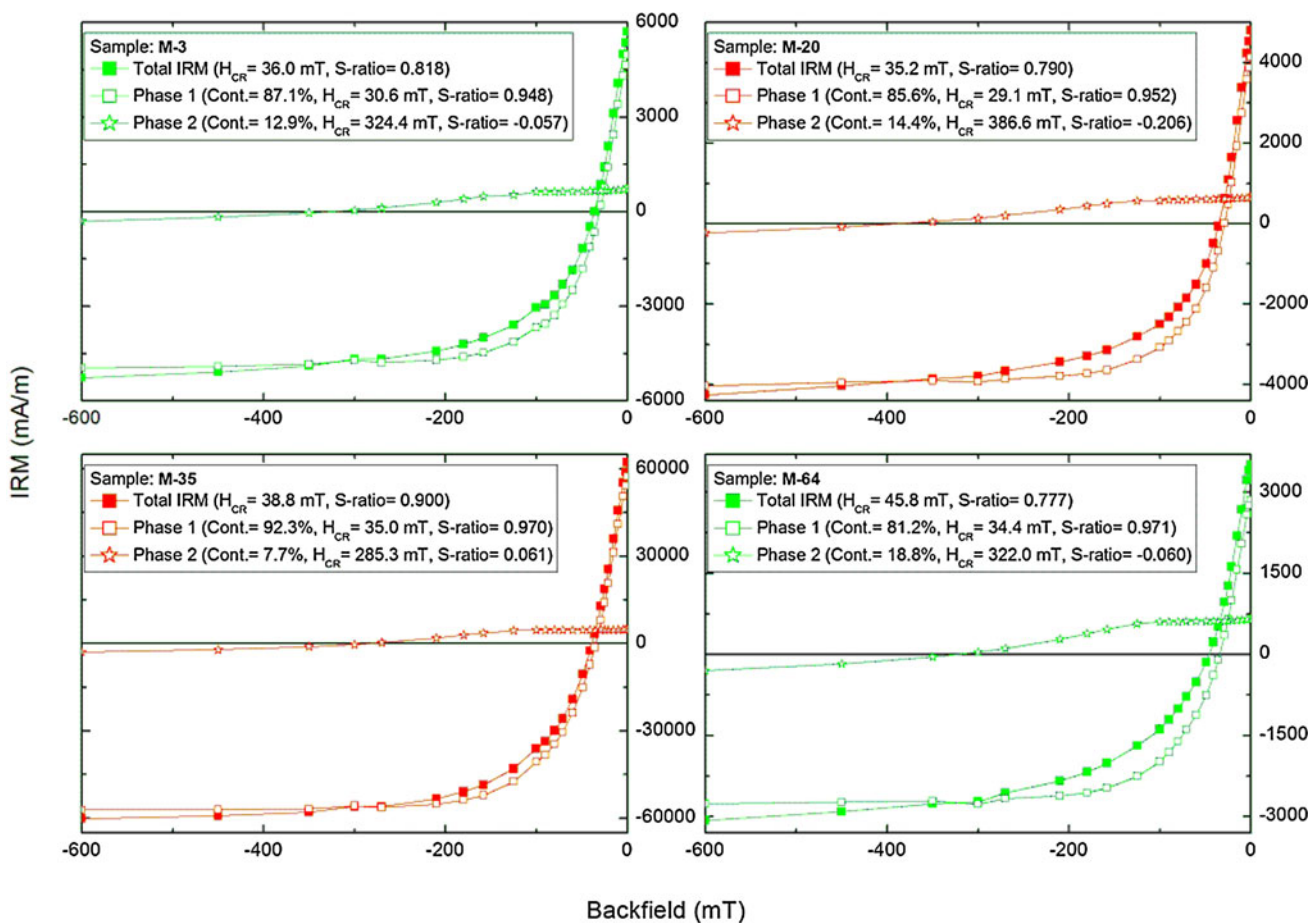 Sample: M-3
Total IRM (HCR= 36.0 mT, S-ratio= 0.818)
Phase 1 (Cont.= 87.1%, HCR= 30.6 mT, S-ratio= 0.948)
Phase 2 (Cont.= 12.9%, HCR= 324.4 mT, S-ratio= -0.057)
6000
3000
0
-3000
-6000
-600
-400
-200
0
Sample: M-20
Total IRM (HCR= 35.2 mT, S-ratio= 0.790)
Phase 1 (Cont.= 85.6%, HCR= 29.1 mT, S-ratio= 0.952)
Phase 2 (Cont.= 14.4%, HCR= 386.6 mT, S-ratio= -0.206)
4000
2000
0
-2000
-4000
-600
-400
-200
0
IRM (mA/m)
Sample: M-35
Total IRM (HCR= 38.8 mT, S-ratio= 0.900)
Phase 1 (Cont.= 92.3%, HCR= 35.0 mT, S-ratio= 0.970)
Phase 2 (Cont.= 7.7%, HCR= 285.3 mT, S-ratio= 0.061)
60000
30000
0
-30000
-60000
-600
-400
-200
0
Sample: M-64
Total IRM (HCR= 45.8 mT, S-ratio= 0.777)
Phase 1 (Cont.= 81.2%, HCR= 34.4 mT, S-ratio= 0.971)
Phase 2 (Cont.= 18.8%, HCR= 322.0 mT, S-ratio= -0.060)
3000
1500
0
-1500
-3000
-600
-400
-200
0
Backfield (mT)